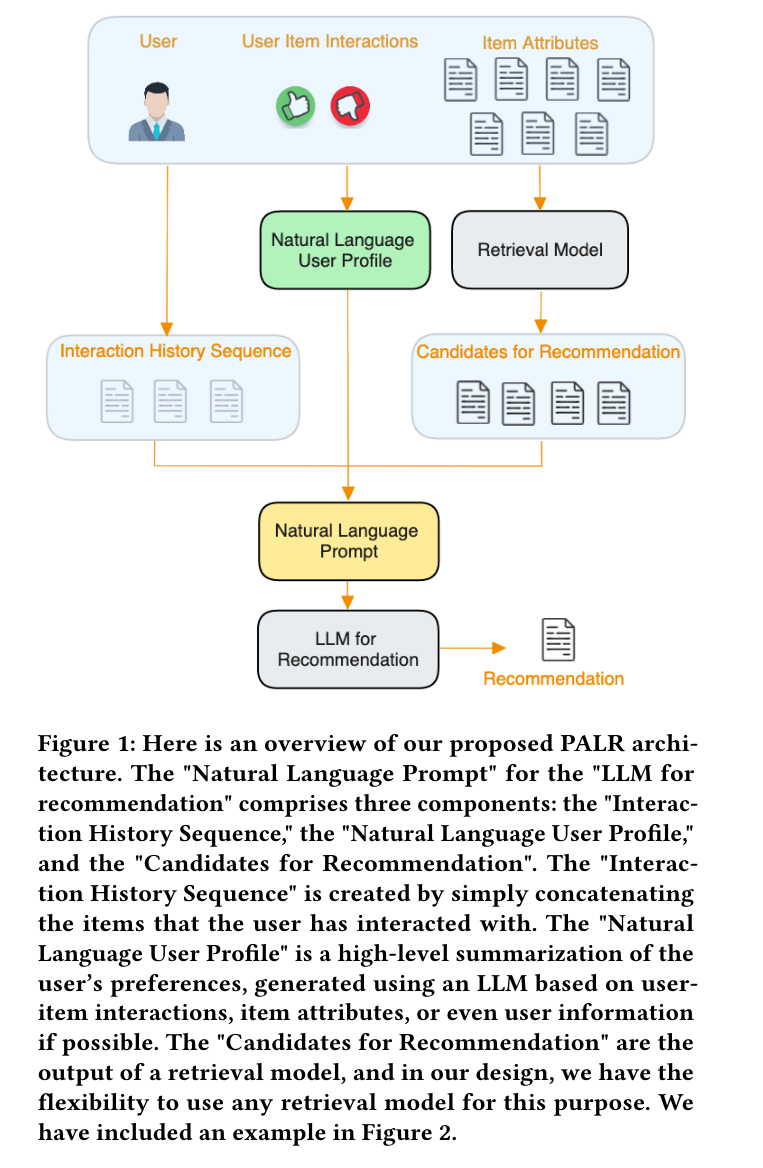 User
User Item Interactions
Item Attributes
Natural Language
User Profile
Retrieval Model
Interaction History Sequence
Candidates for Recommendation
Natural Language
Prompt
LLM for
Recommendation
Recommendation
Figure 1: Here is an overview of our proposed PALR archi-
tecture. The "Natural Language Prompt" for the "LLM for
recommendation" comprises three components: the "Interac-
tion History Sequence," the "Natural Language User Profile,"
and the "Candidates for Recommendation". The "Interac-
tion History Sequence" is created by simply concatenating
the items that the user has interacted with. The "Natural
Language User Profile" is a high-level summarization of the
user's preferences, generated using an LLM based on user-
item interactions, item attributes, or even user information
if possible. The "Candidates for Recommendation" are the
output of a retrieval model, and in our design, we have the
flexibility to use any retrieval model for this purpose. We
have included an example in Figure 2.